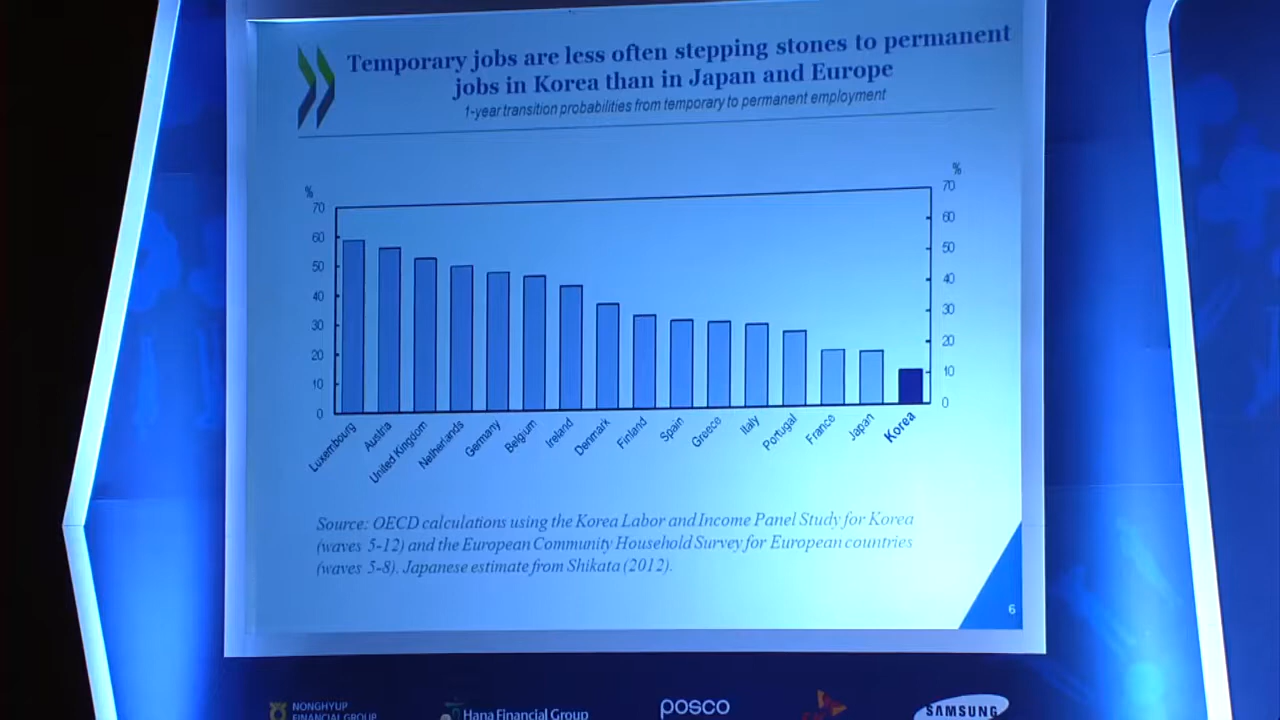 Temporary jobs are less often stepping stones to permanent
jobs in Korea than in Japan and Europe
1-year transition probabilities from temporary to permanent employment
% %
70 70
60 60
50 50
40 40
30 30
20 20
10 10
0 0
Luxembourg Austria United Kingdom Netherlands Germany Belgium Ireland Denmark Finland Spain Greece Italy Portugal France Japan Korea
Source: OECD calculations using the Korea Labor and Income Panel Study for Korea
(waves 5-12) and the European Community Household Survey for European countries
(waves 5-8). Japanese estimate from Shikata (2012).
6
NONGHYUP
FINANCIAL GROUP
Hana Financial Group
posco
SAMSUNG